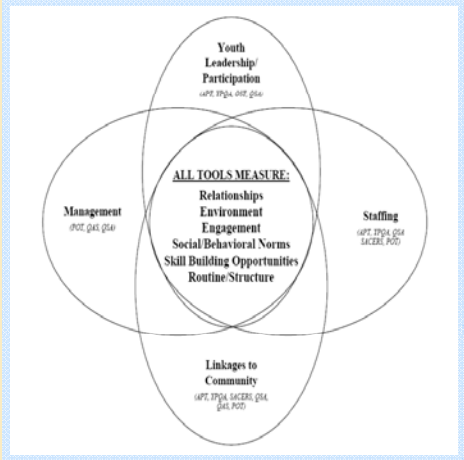 Youth
Leadership/
Participation
(APT, YPQA, OST, QSA)
ALL TOOLS MEASURE:
Relationships
Environment
Engagement
Social/Behavioral Norms
Skill Building Opportunities
Routine/Structure
Management
(POT, QAS, QSA)
Staffing
(APT, YPQA, QSA
SACERS, POT)
Linkages to
Community
(APT, YPQA, SACERS, QSA,
QAS, POT)